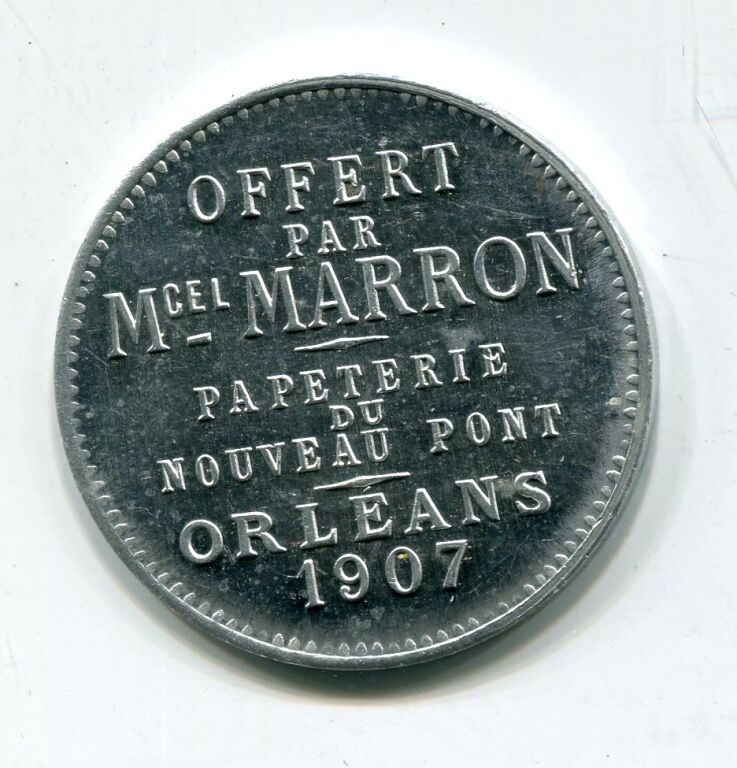 OFFERT
PAR
MCEL MARRON
PAPETERIE
DU
NOUVEAU PONT
ORLÉANS
1907